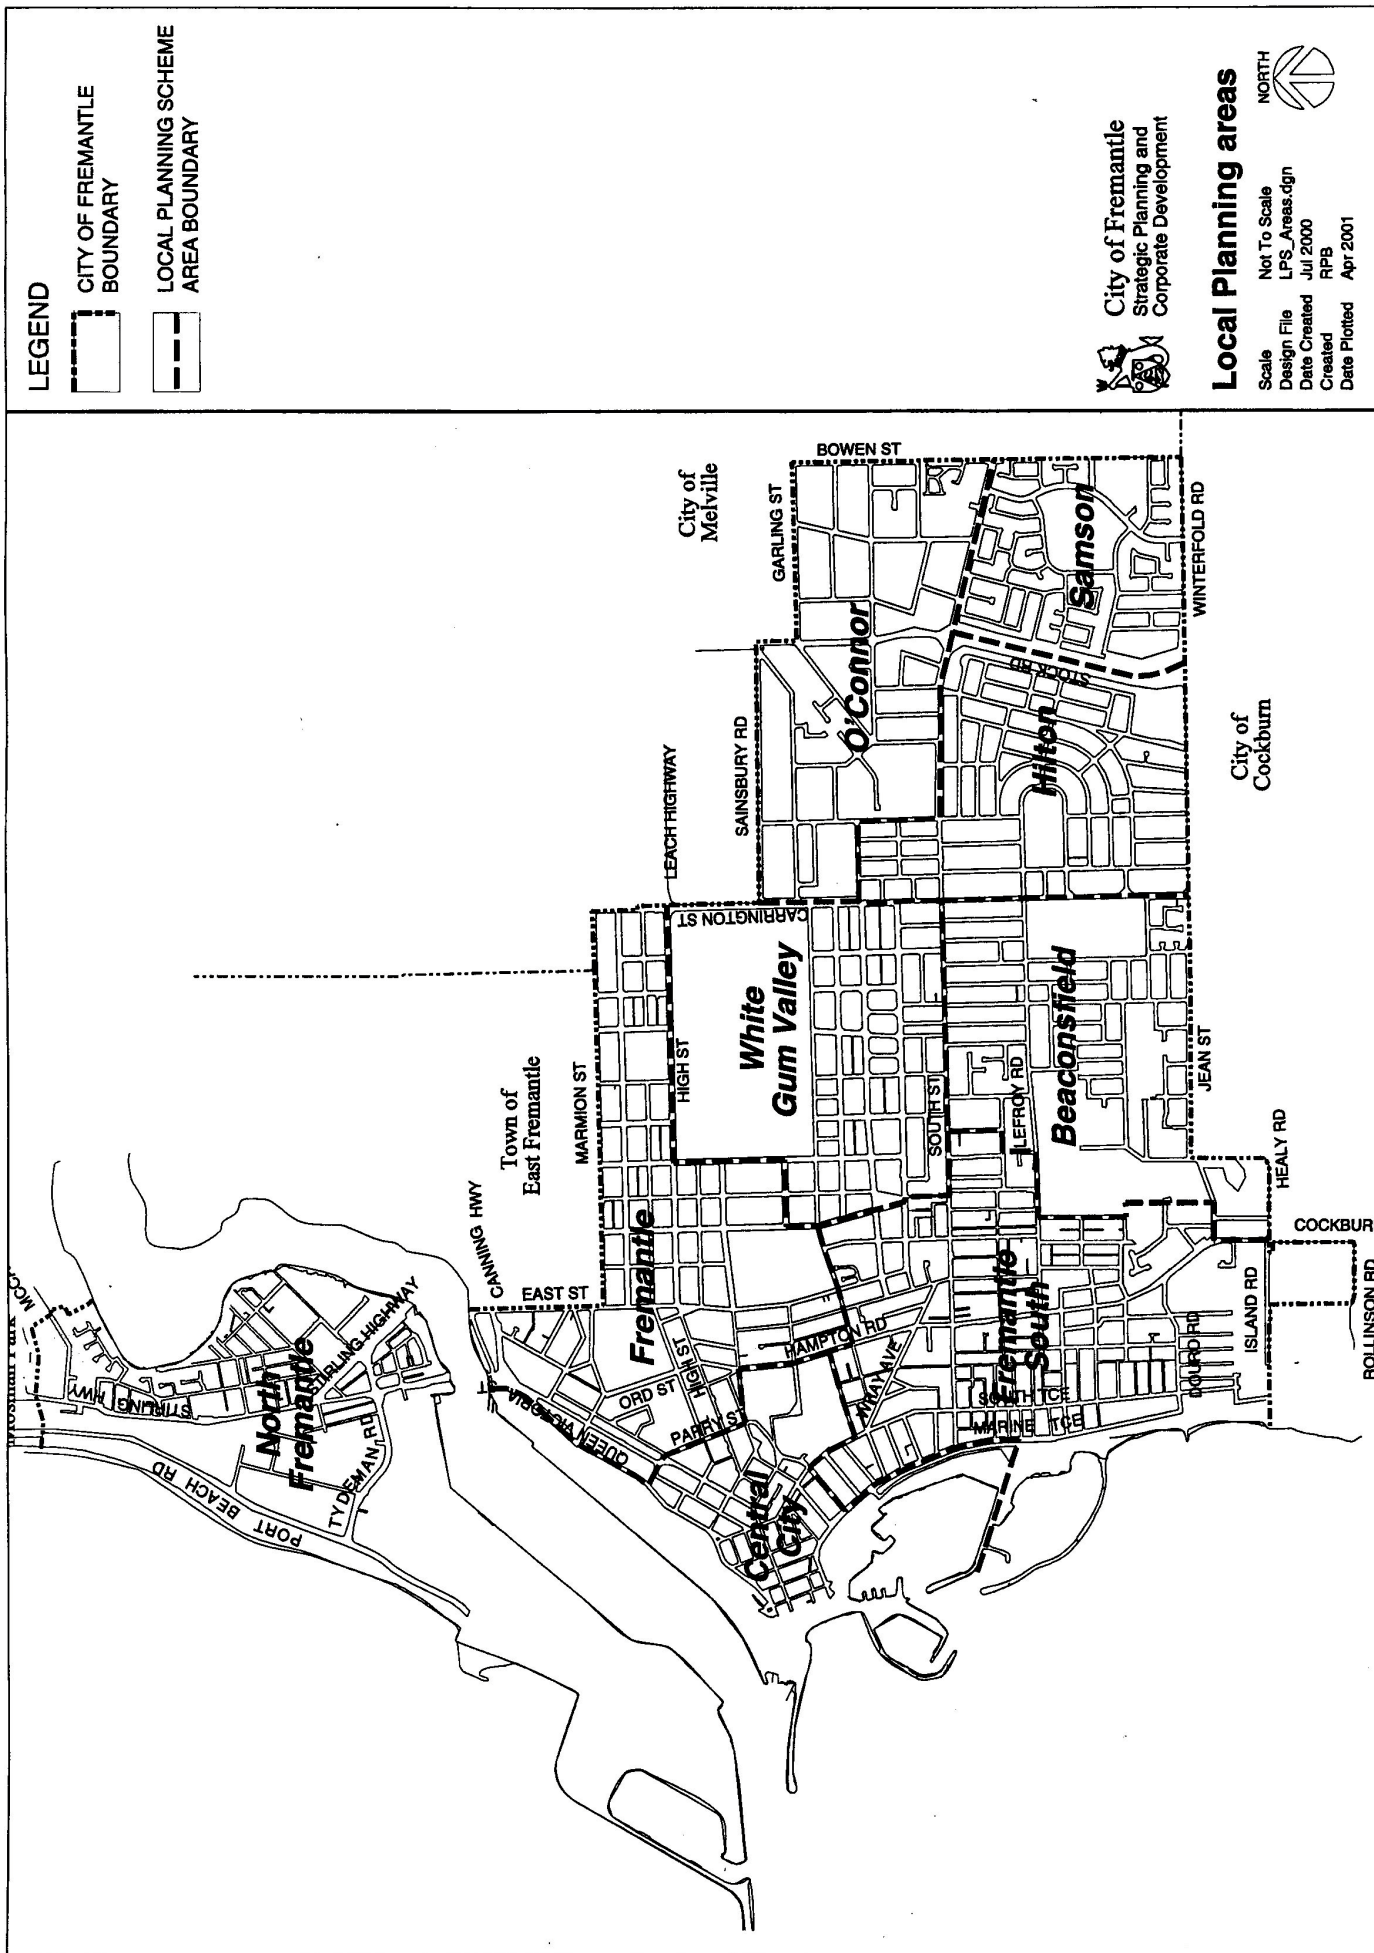 LEGEND
CITY OF FREMANTLE
BOUNDARY
LOCAL PLANNING SCHEME
AREA BOUNDARY
City of Fremantle
Strategic Planning and
Corporate Development
Local Planning areas
Scale Not To Scale
Design File LPS_Areas.dgn
Date Created Jul 2000
Created RPB
Date Plotted Apr 2001
NORTH
City of
Melville
Town of
East Fremantle
City of
Cockburn
North
Fremantle
Fremantle
Central
City
White
Gum Valley
O'Connor
Samson
Hilton
Beaconsfield
Fremantle
South
BOWEN ST
GARLING ST
WINTERFOLD RD
STOCK RD
SAINSBURY RD
LEACH HIGHWAY
CARRINGTON ST
MARMION ST
HIGH ST
SOUTH ST
LEFROY RD
JEAN ST
HEALY RD
COCKBUR
ROLLINSON RD
ISLAND RD
DOURO RD
CANNING HWY
EAST ST
STIRLING HIGHWAY
STIRLING HWY
PORT BEACH RD
TYDEMAN RD
QUEEN VICTORIA
ORD ST
HIGH ST
PARRY ST
HAMPTON RD
WRAY AVE
SOUTH TCE
MARINE TCE